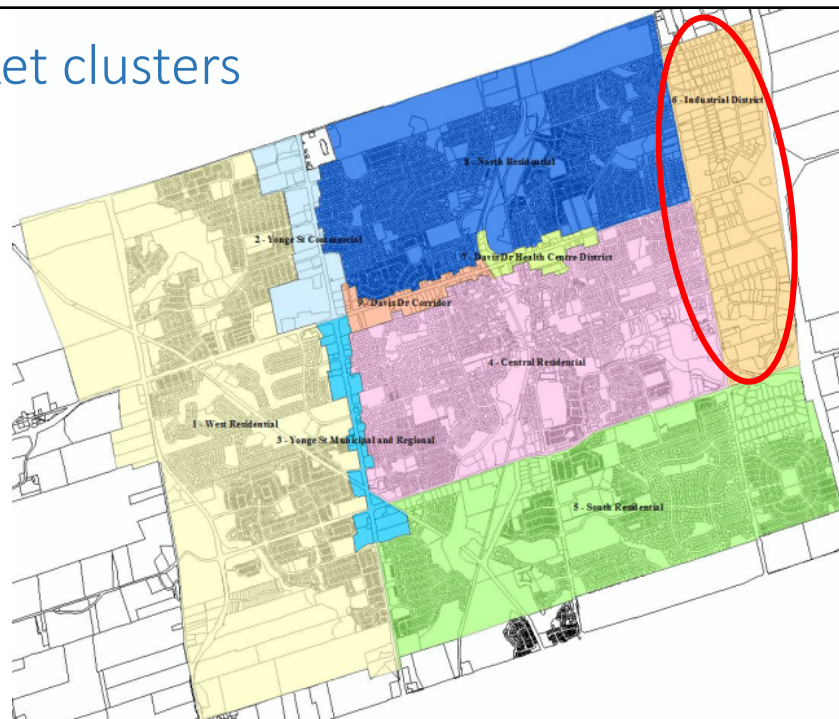 et clusters
6 - Industrial District
8 - North Residential
2 - Yonge St Commercial
7 - Davis Dr Health Centre District
9 - Davis Dr Corridor
4 - Central Residential
1 - West Residential
3 - Yonge St Municipal and Regional
5 - South Residential